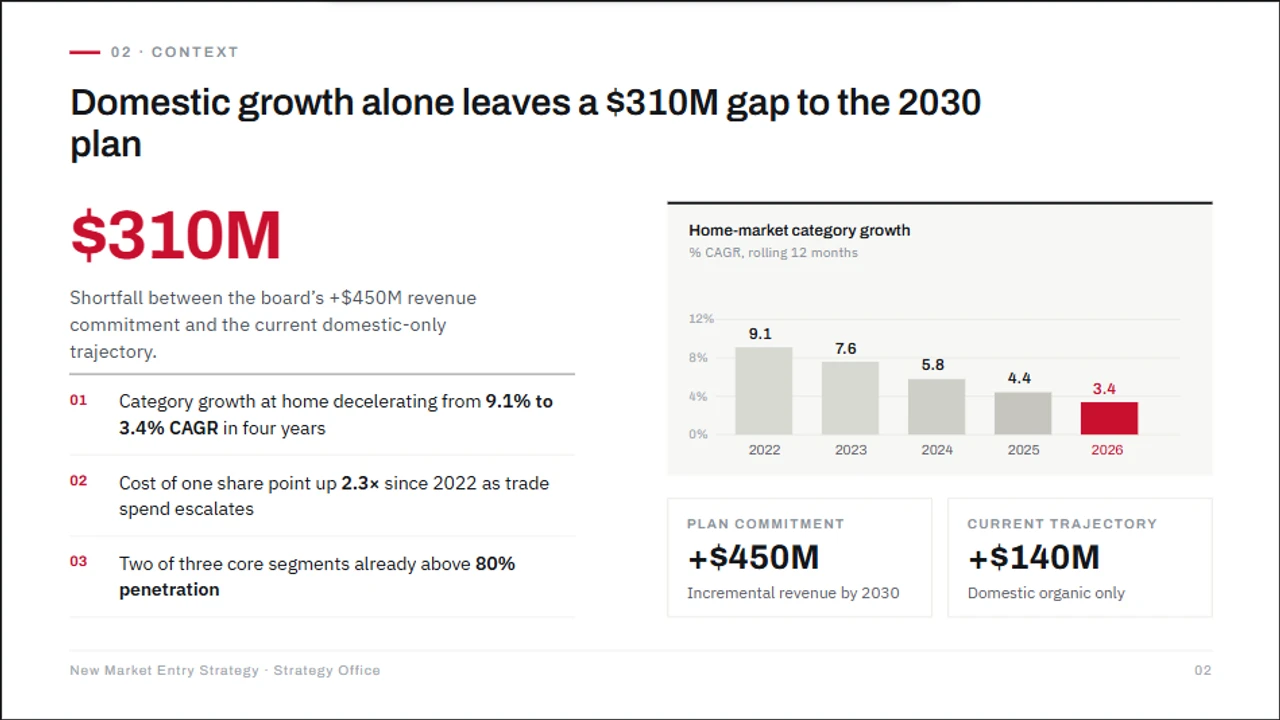 02 · CONTEXT
Domestic growth alone leaves a $310M gap to the 2030
plan
$310M
Shortfall between the board’s +$450M revenue
commitment and the current domestic-only
trajectory.
01
Category growth at home decelerating from 9.1% to
3.4% CAGR in four years
02
Cost of one share point up 2.3× since 2022 as trade
spend escalates
03
Two of three core segments already above 80%
penetration
Home-market category growth
% CAGR, rolling 12 months
12%
8%
4%
0%
9.1
7.6
5.8
4.4
3.4
2022
2023
2024
2025
2026
PLAN COMMITMENT
+$450M
Incremental revenue by 2030
CURRENT TRAJECTORY
+$140M
Domestic organic only
New Market Entry Strategy · Strategy Office
02